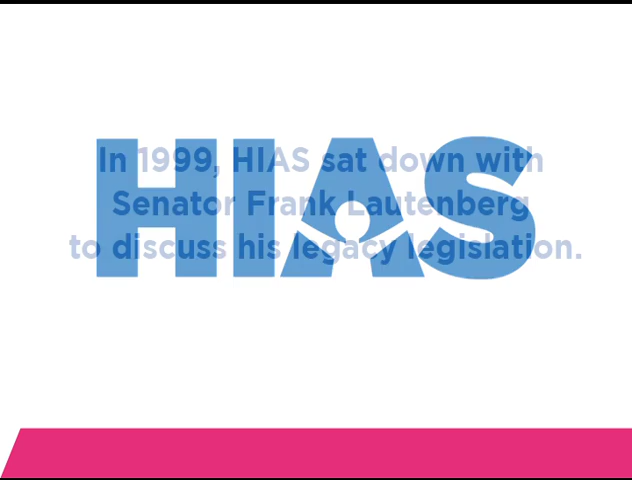 HIAS
In 1999, HIAS sat down with
Senator Frank Lautenberg
to discuss his legacy legislation.